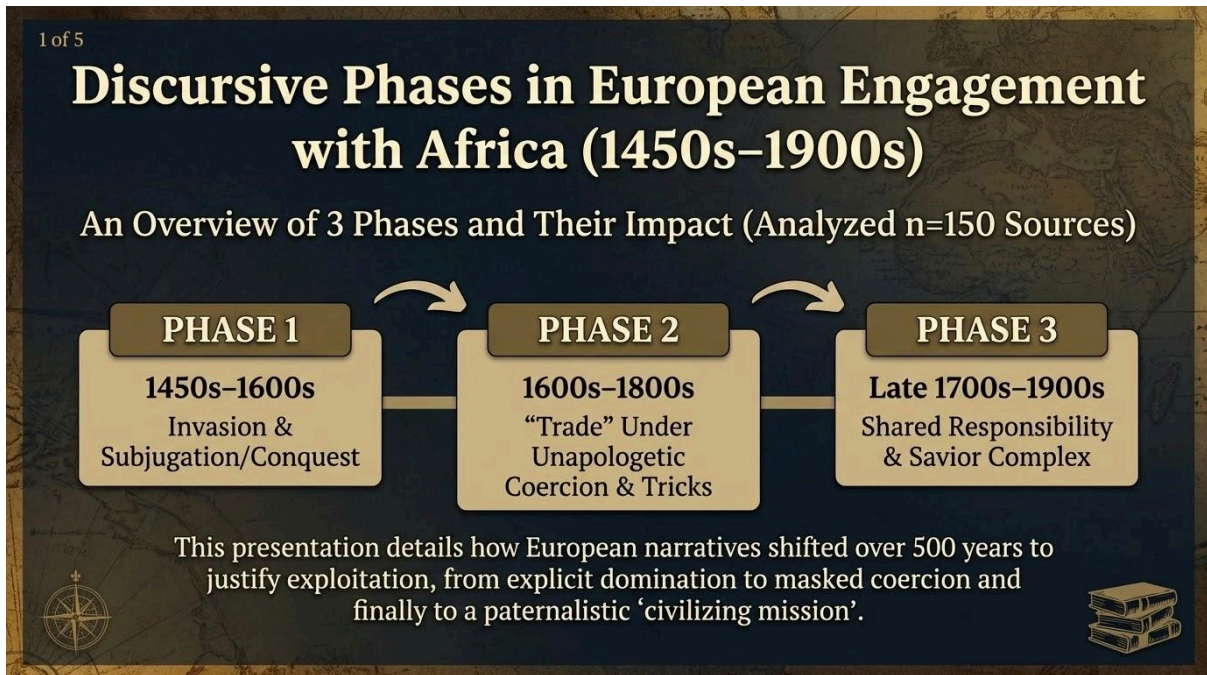 1 of 5
Discursive Phases in European Engagement
with Africa (1450s–1900s)
An Overview of 3 Phases and Their Impact (Analyzed n=150 Sources)
PHASE 1
1450s–1600s
Invasion &
Subjugation/Conquest
PHASE 2
1600s–1800s
“Trade” Under
Unapologetic
Coercion & Tricks
PHASE 3
Late 1700s–1900s
Shared Responsibility
& Savior Complex
This presentation details how European narratives shifted over 500 years to
justify exploitation, from explicit domination to masked coercion and
finally to a paternalistic ‘civilizing mission’.